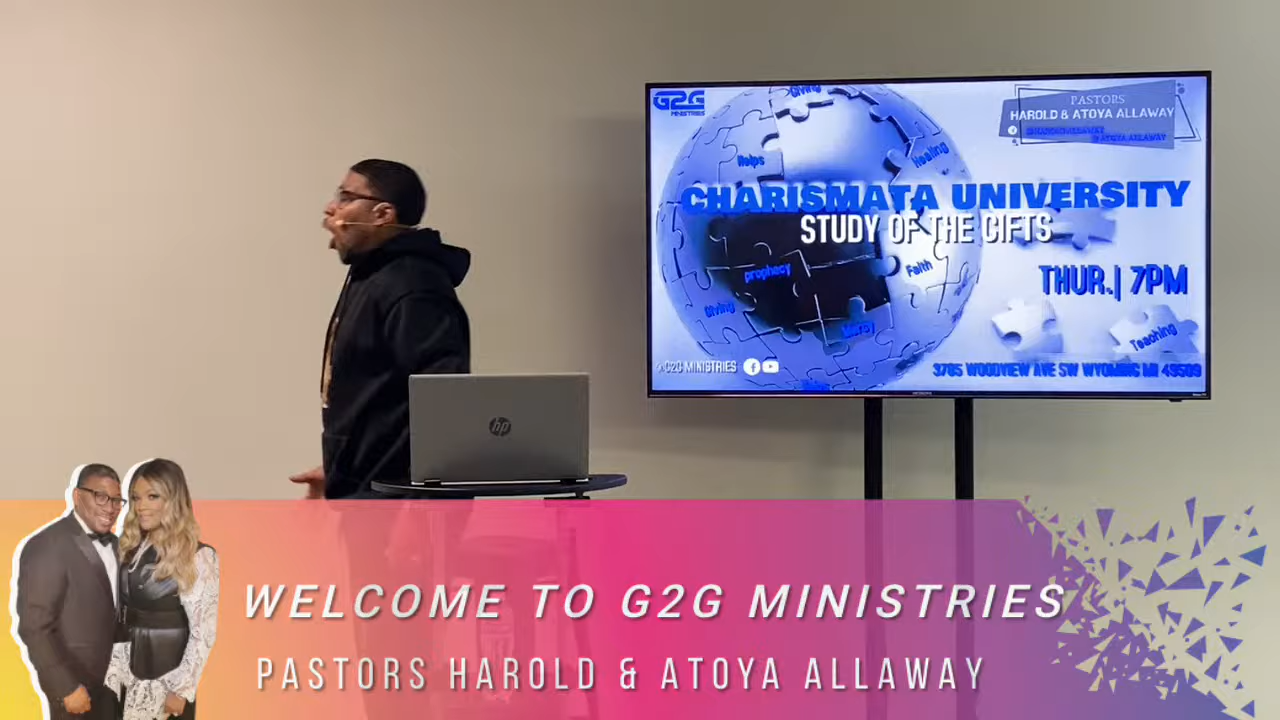 G2G
MINISTRIES
PASTORS
HAROLD & ATOYA ALLAWAY
Giving
Helps
Healing
CHARISMATA UNIVERSITY
STUDY OF THE GIFTS
prophecy
Faith
THUR.| 7PM
Giving
Mercy
Teaching
@G2G MINISTRIES
3785 WOODVIEW AVE SW WYOMING MI 49509
hp
WELCOME TO G2G MINISTRIES
PASTORS HAROLD & ATOYA ALLAWAY